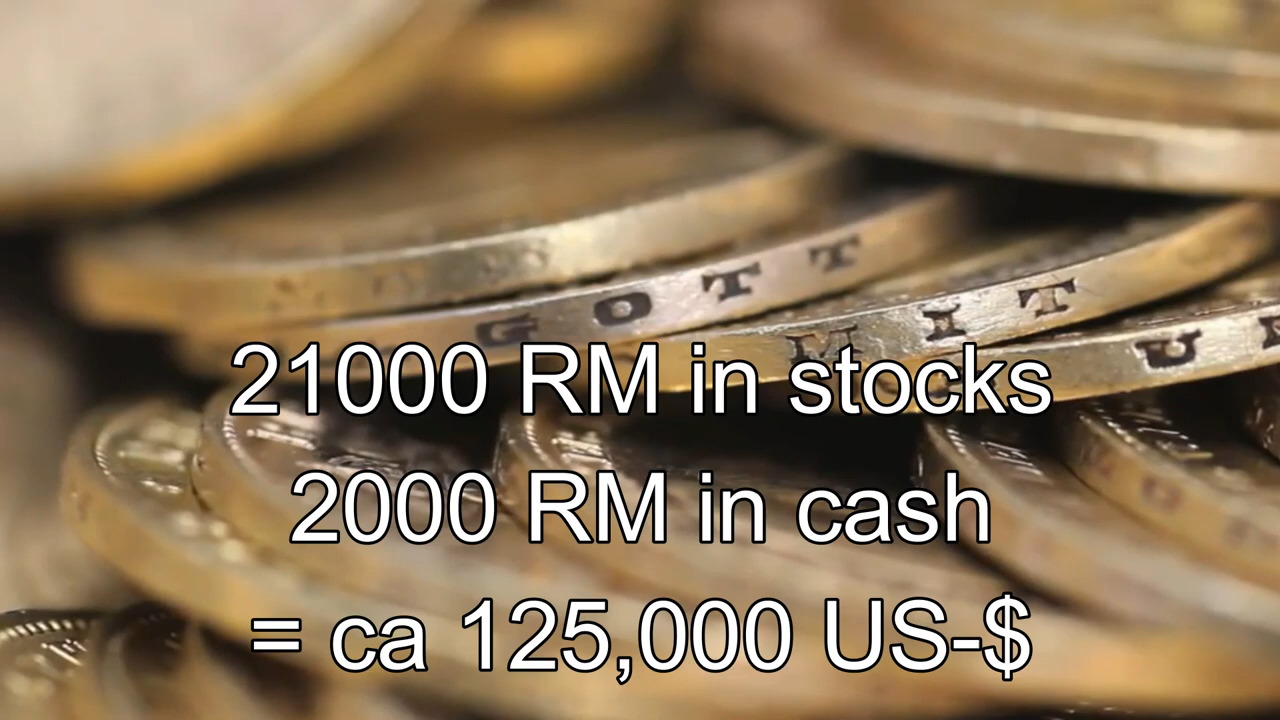 GOTT
MIT U
21000 RM in stocks
2000 RM in cash
= ca 125,000 US-$